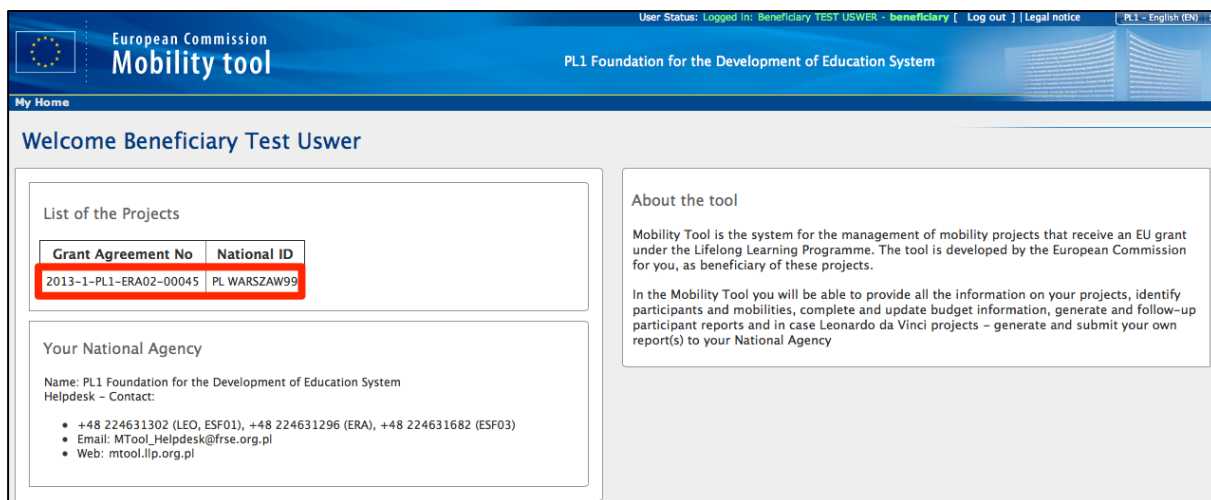 User Status: Logged In: Beneficiary TEST USWER - beneficiary [ Log out ] | Legal notice
PL1 - English (EN)
European Commission
Mobility tool
PL1 Foundation for the Development of Education System
My Home
Welcome Beneficiary Test Uswer
List of the Projects
Grant Agreement No National ID
2013-1-PL1-ERA02-00045 PL WARSZAW99
Your National Agency
Name: PL1 Foundation for the Development of Education System
Helpdesk - Contact:
• +48 224631302 (LEO, ESF01), +48 224631296 (ERA), +48 224631682 (ESF03)
• Email: MTool_Helpdesk@frse.org.pl
• Web: mtool.llp.org.pl
About the tool
Mobility Tool is the system for the management of mobility projects that receive an EU grant
under the Lifelong Learning Programme. The tool is developed by the European Commission
for you, as beneficiary of these projects.
In the Mobility Tool you will be able to provide all the information on your projects, identify
participants and mobilities, complete and update budget information, generate and follow-up
participant reports and in case Leonardo da Vinci projects - generate and submit your own
report(s) to your National Agency